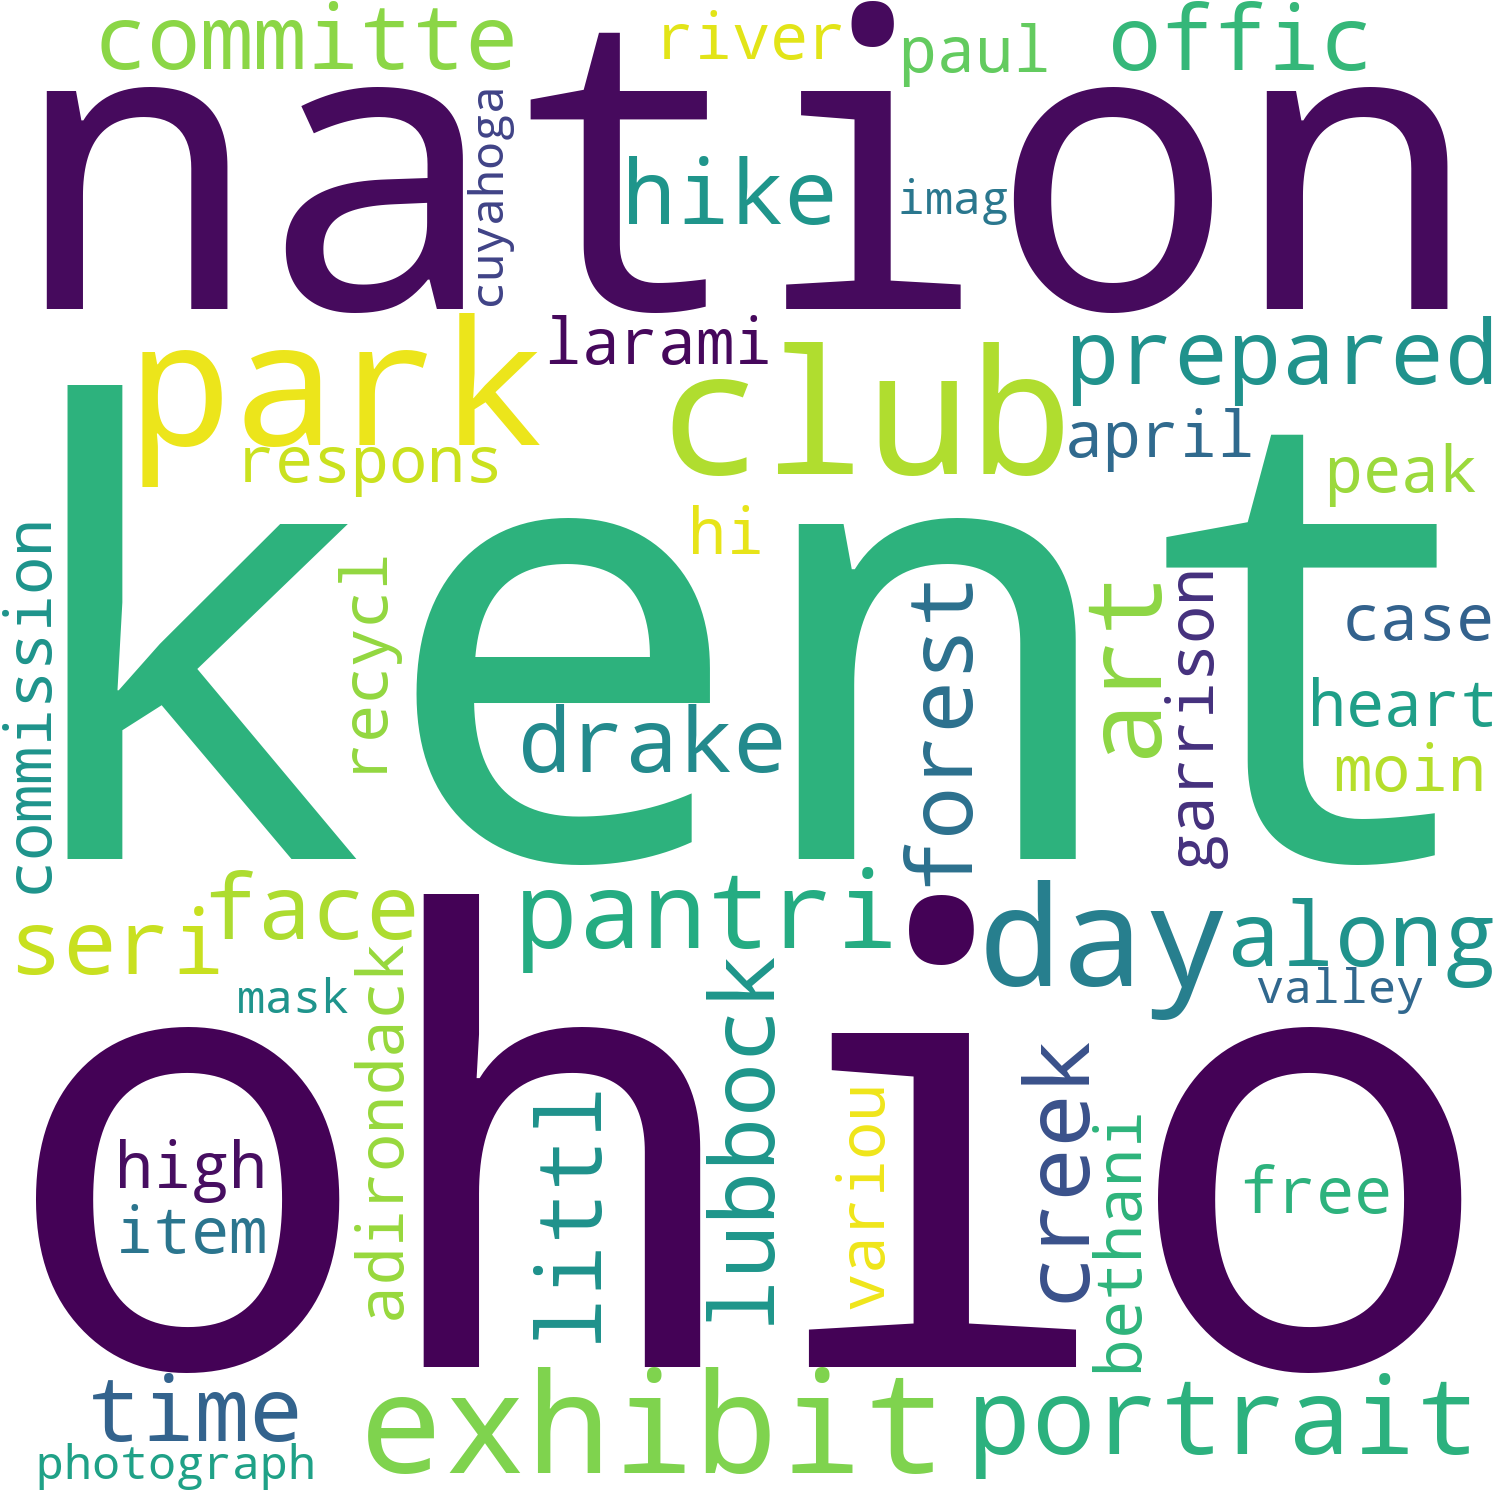 committe
river
paul
offic
nation
cuyahoga
hike
imag
park
larami
club
prepared
respons
april
peak
kent
hi
commission
recycl
forest
art
garrison
case
heart
drake
moin
face
pantri
day
along
seri
mask
adirondack
lubbock
valley
ohio
high
item
littl
variou
creek
bethani
free
time
exhibit
portrait
photograph